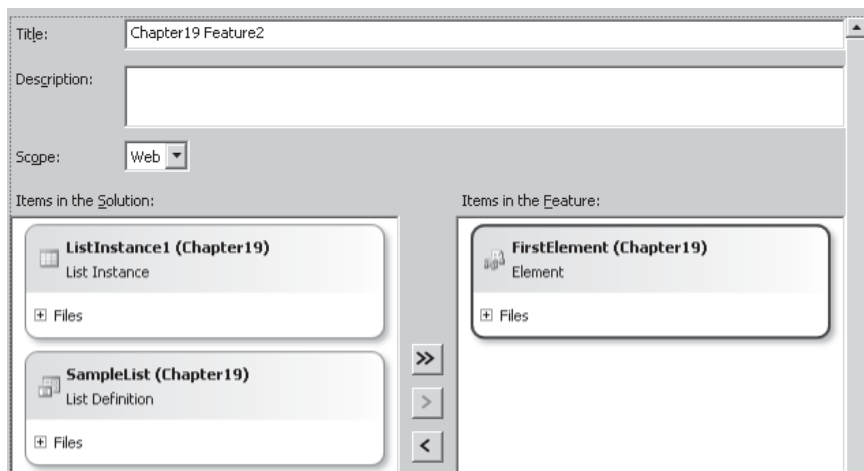 Title:
Chapter19 Feature2
Description:
Scope:
Web
Items in the Solution:
Items in the Feature:
ListInstance1 (Chapter19)
List Instance
Files
SampleList (Chapter19)
List Definition
Files
FirstElement (Chapter19)
Element
Files
>>
>
<